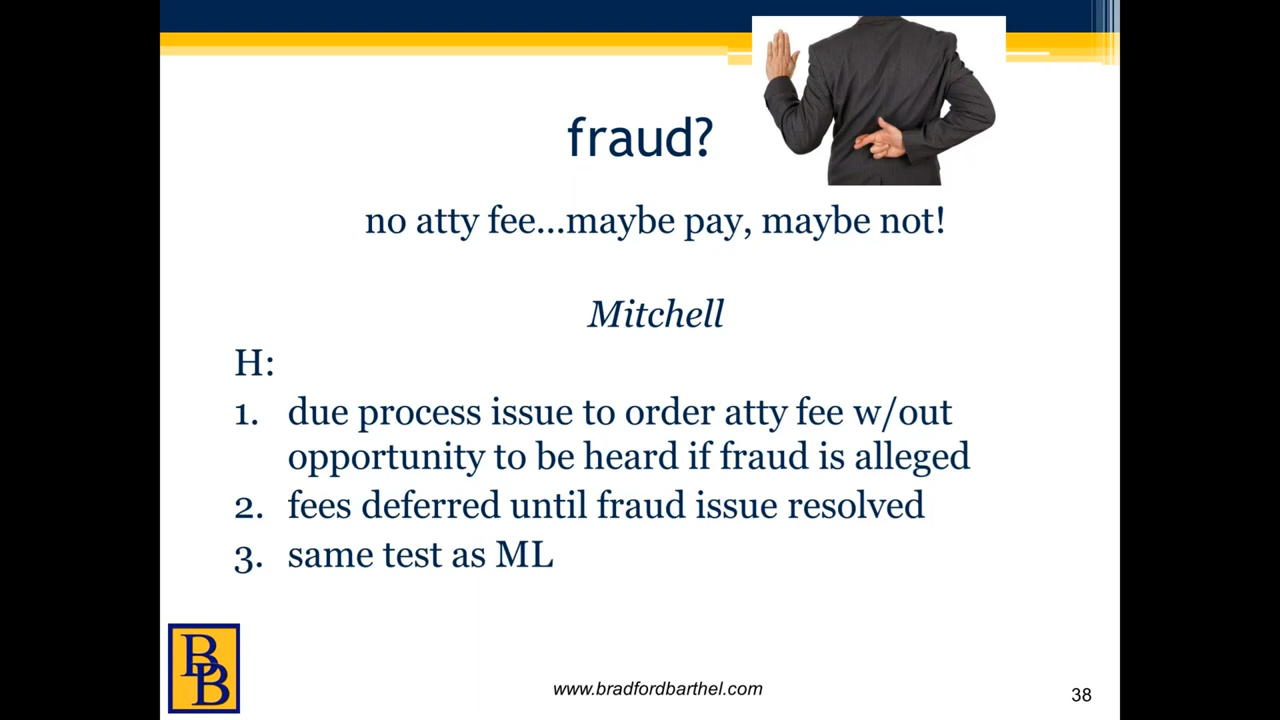 fraud?
no atty fee...maybe pay, maybe not!
Mitchell
H:
1. due process issue to order atty fee w/out
opportunity to be heard if fraud is alleged
2. fees deferred until fraud issue resolved
3. same test as ML
BB
www.bradfordbarthel.com
38